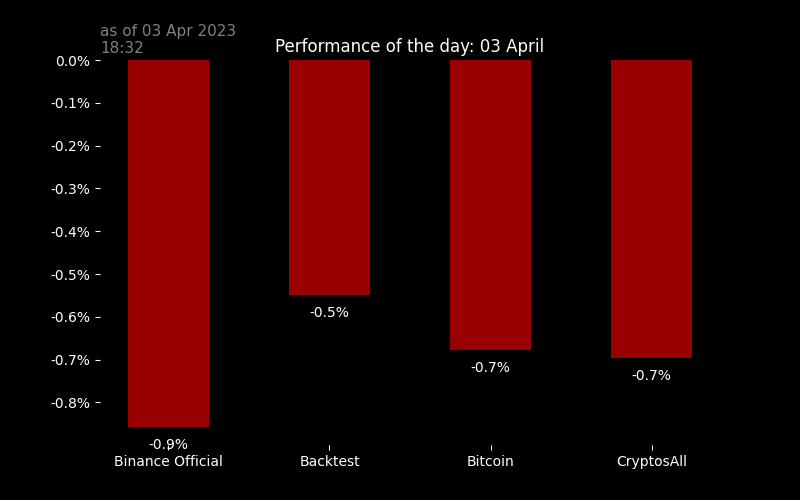 as of 03 Apr 2023
18:32
Performance of the day: 03 April
0.0%
-0.1%
-0.2%
-0.3%
-0.4%
-0.5%
-0.6%
-0.7%
-0.8%
-0.9%
-0.5%
-0.7%
-0.7%
Binance Official
Backtest
Bitcoin
CryptosAll